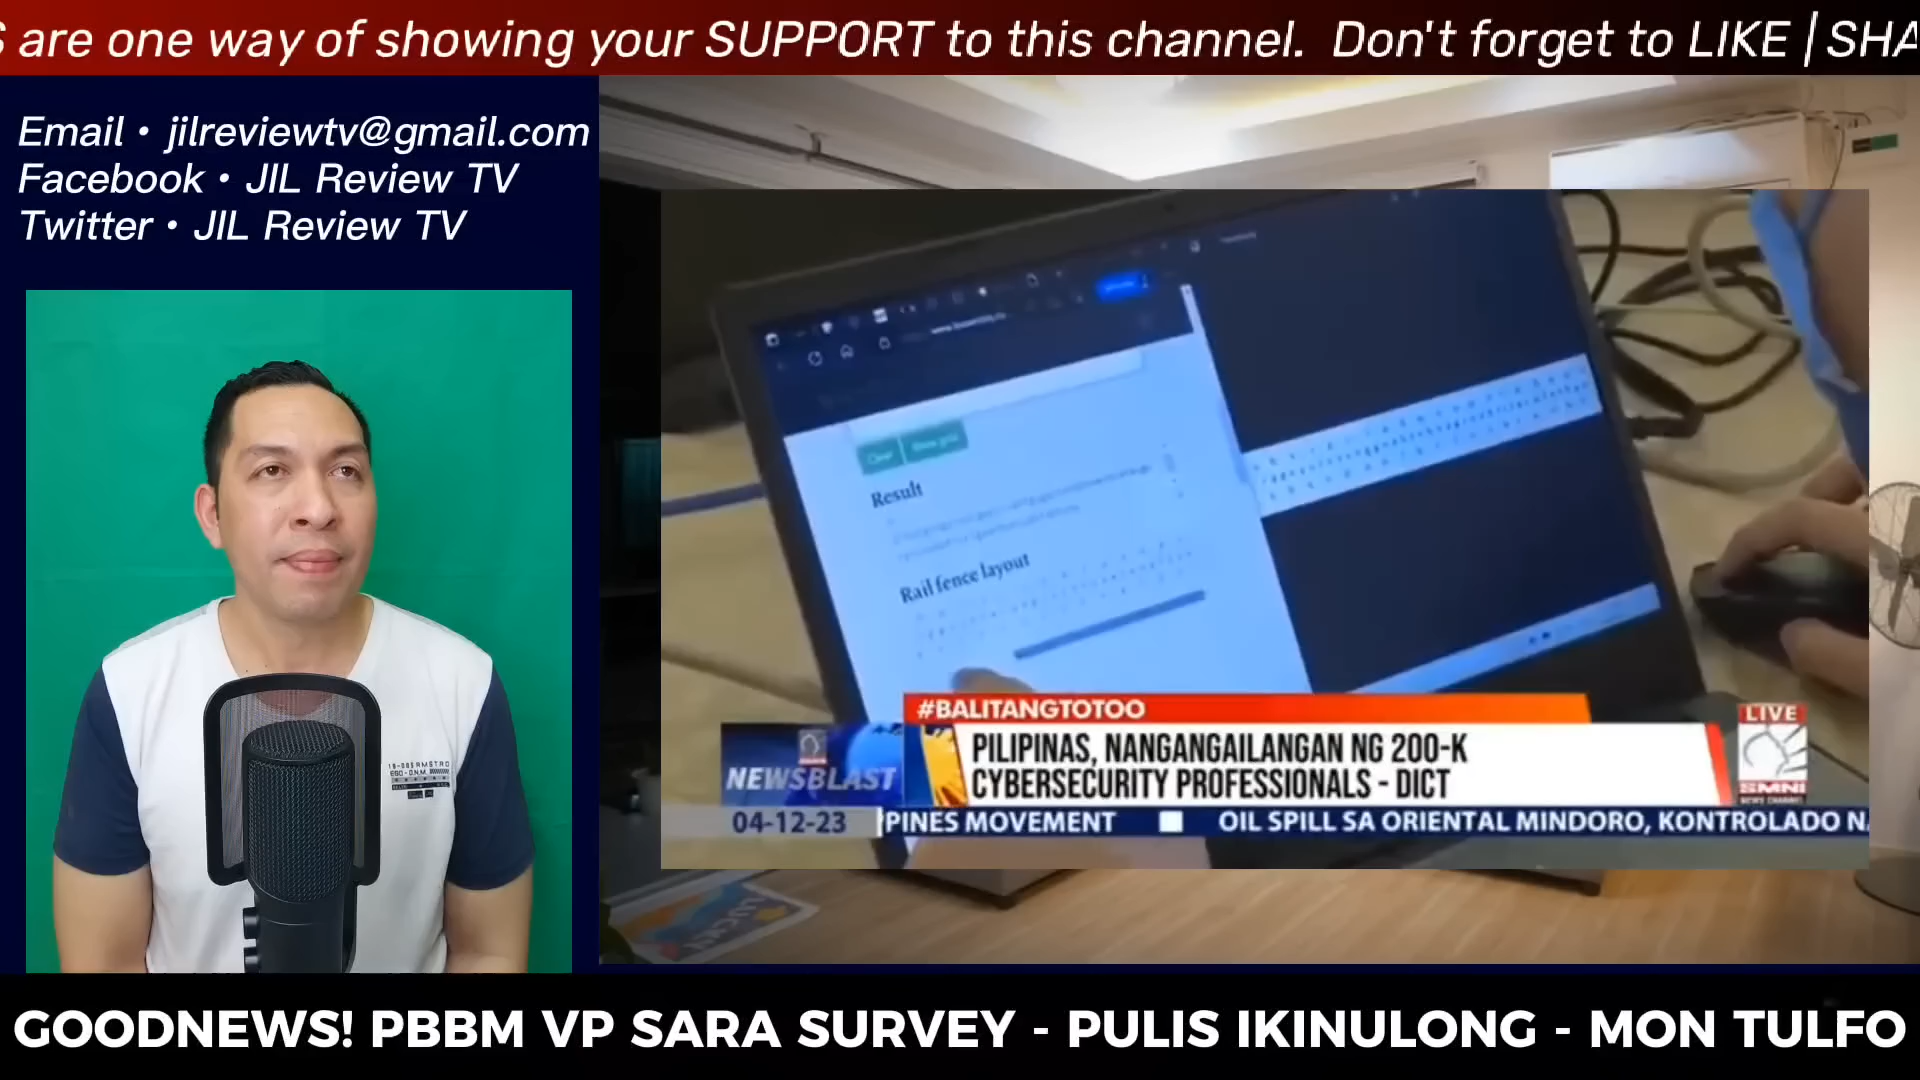 are one way of showing your SUPPORT to this channel. Don't forget to LIKE | SHA
Email • jilreviewtv@gmail.com
Facebook • JIL Review TV
Twitter • JIL Review TV
Result
Rail fence layout
#BALITANGTOTOO
LIVE
PILIPINAS, NANGANGAILANGAN NG 200-K
CYBERSECURITY PROFESSIONALS - DICT
NEWSBLAST
SMNI
NEWS CHANNEL
04-12-23
PINES MOVEMENT
OIL SPILL SA ORIENTAL MINDORO, KONTROLADO
GOODNEWS! PBBM VP SARA SURVEY - PULIS IKINULONG - MON TULFO